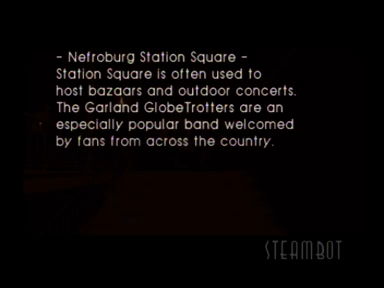 - Nefroburg Station Square -
Station Square is often used to
host bazaars and outdoor concerts.
The Garland GlobeTrotters are an
especially popular band welcomed
by fans from across the country.
STEAMBOT